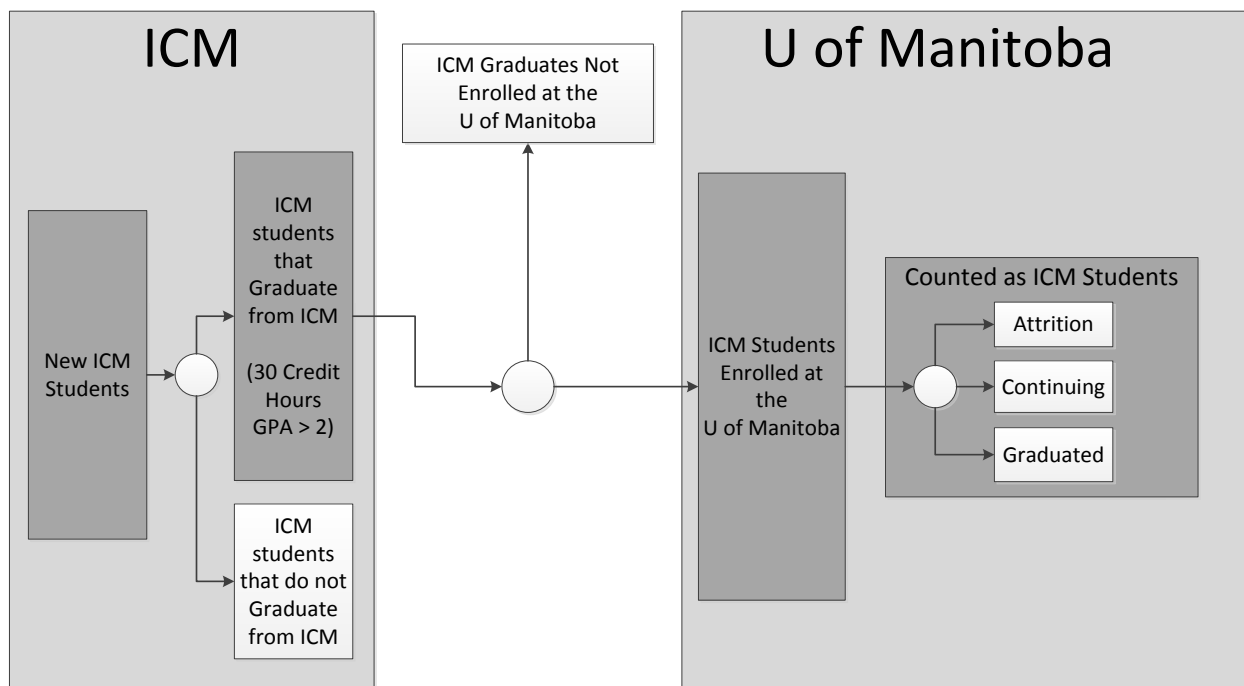 ICM
New ICM
Students
ICM
students
that
Graduate
from ICM
(30 Credit
Hours
GPA > 2)
ICM
students
that do not
Graduate
from ICM
ICM Graduates Not
Enrolled at the
U of Manitoba
U of Manitoba
ICM Students
Enrolled at
the
U of Manitoba
Counted as ICM Students
Attrition
Continuing
Graduated